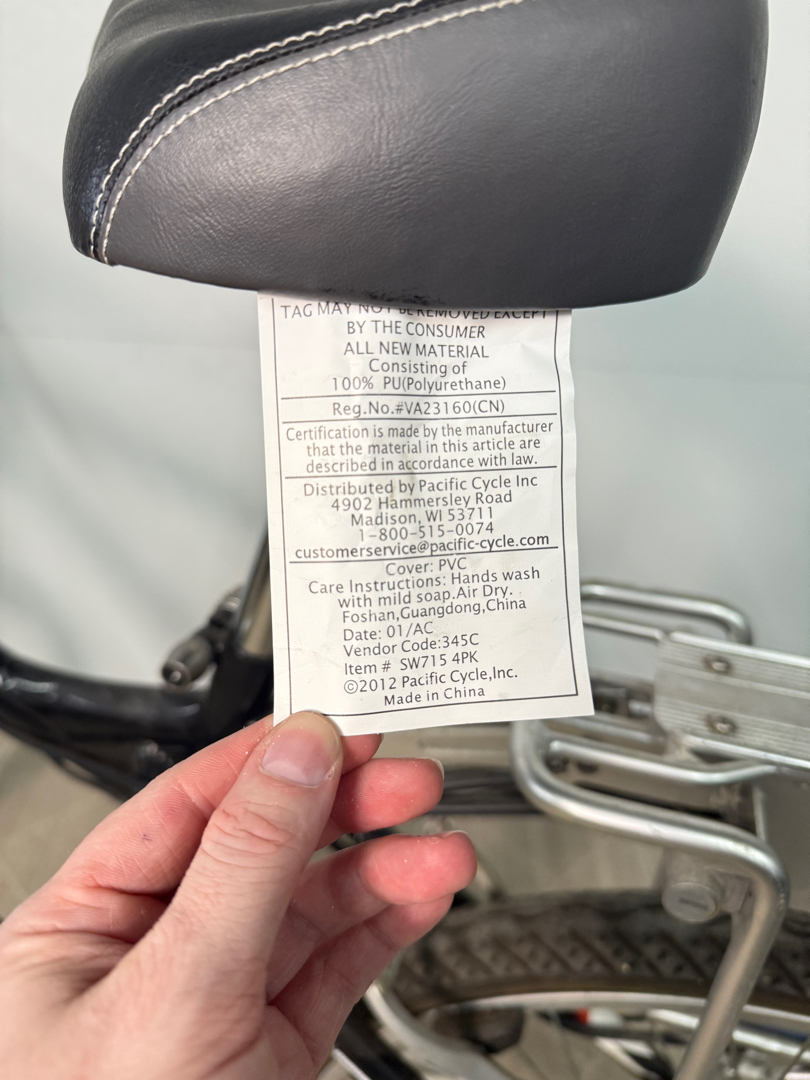 TAG MAY NOT BE REMOVED EXCEPT
BY THE CONSUMER
ALL NEW MATERIAL
Consisting of
100% PU(Polyurethane)
Reg.No.#VA23160(CN)
Certification is made by the manufacturer
that the material in this article are
described in accordance with law.
Distributed by Pacific Cycle Inc
4902 Hammersley Road
Madison, WI 53711
1-800-515-0074
customerservice@pacific-cycle.com
Cover: PVC
Care Instructions: Hands wash
with mild soap.Air Dry.
Foshan,Guangdong,China
Date: 01/AC
Vendor Code:345C
Item # SW715 4PK
©2012 Pacific Cycle,Inc.
Made in China